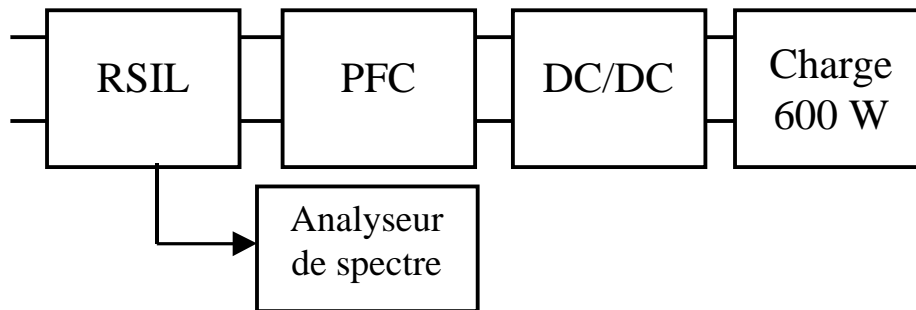 RSIL
PFC
DC/DC
Charge
600 W
Analyseur
de spectre